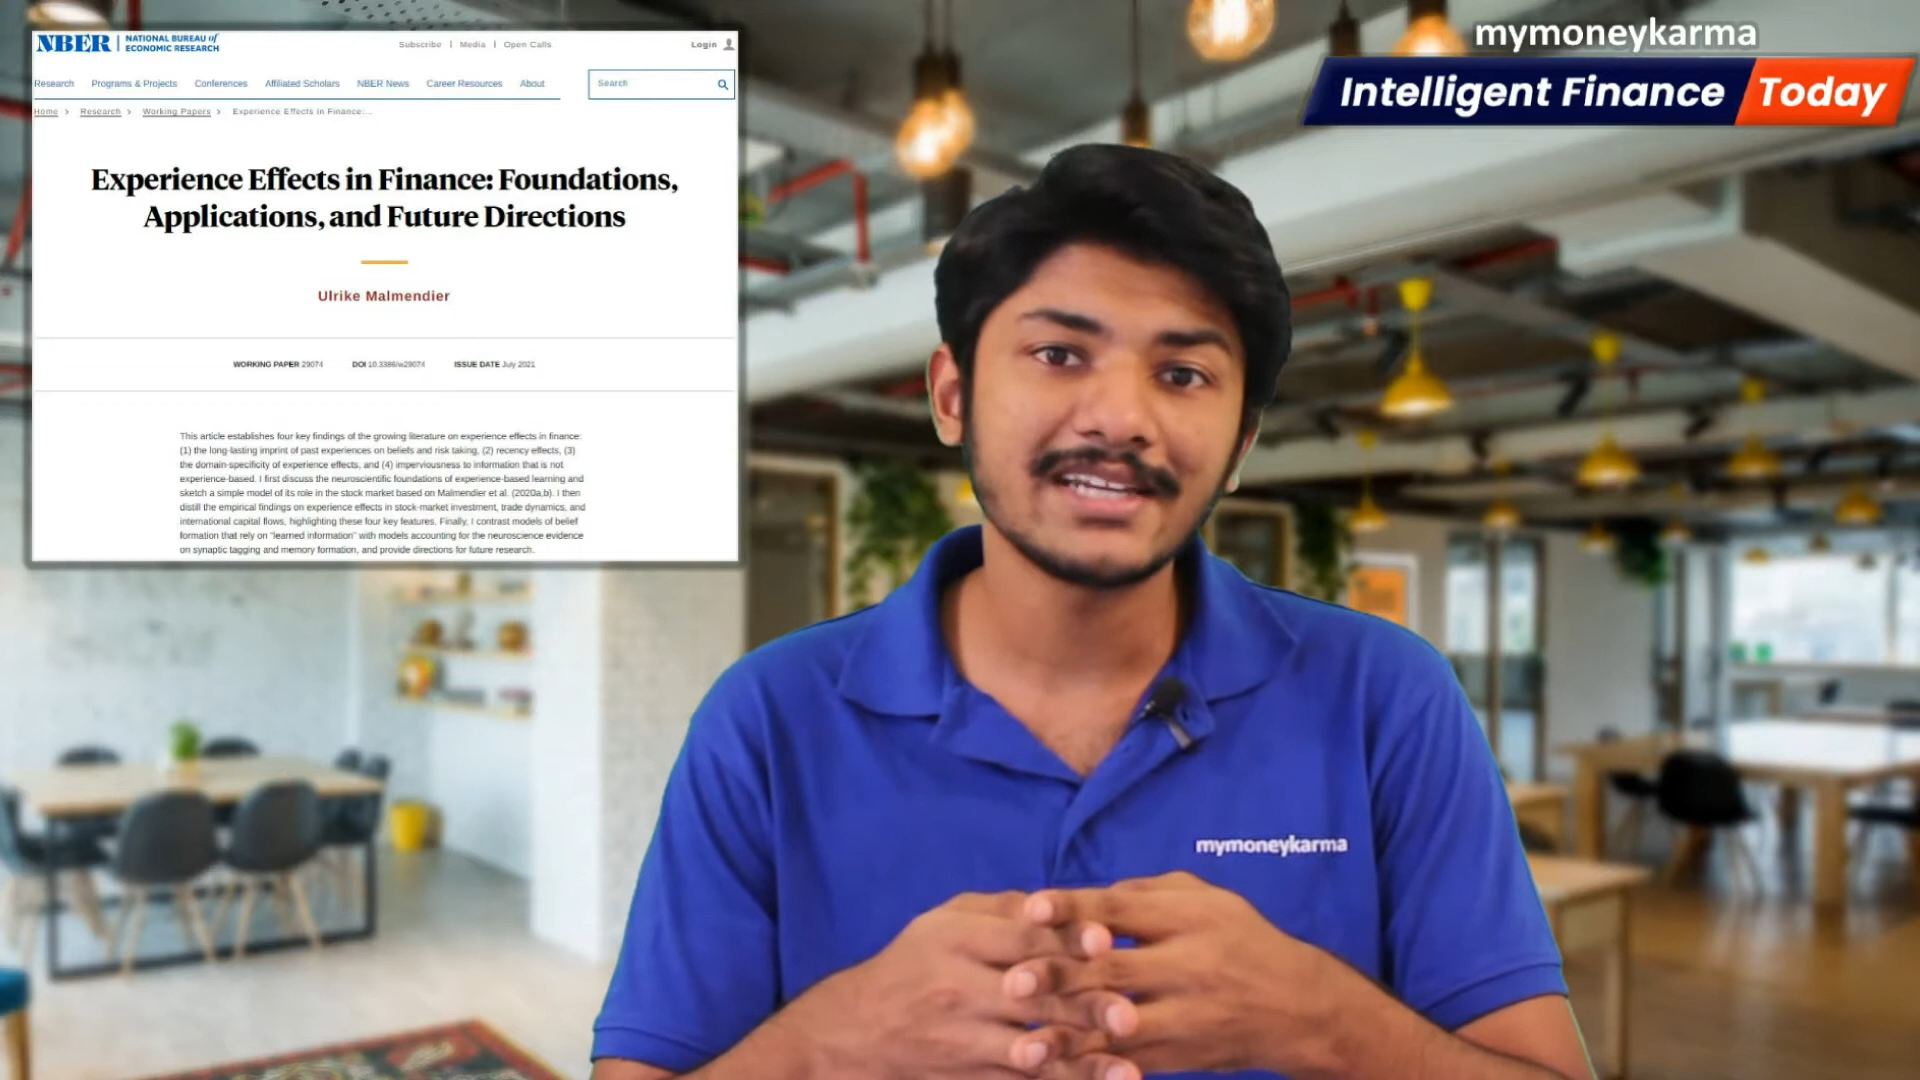 NBER | NATIONAL BUREAU of
ECONOMIC RESEARCH
Subscribe | Media | Open Calls
Login
Research Programs & Projects Conferences Affiliated Scholars NBER News Career Resources About
Search
Home > Research > Working Papers > Experience Effects in Finance:...
Experience Effects in Finance: Foundations,
Applications, and Future Directions
Ulrike Malmendier
WORKING PAPER 29074 DOI 10.3386/w29074 ISSUE DATE July 2021
This article establishes four key findings of the growing literature on experience effects in finance:
(1) the long-lasting imprint of past experiences on beliefs and risk taking, (2) recency effects, (3)
the domain-specificity of experience effects, and (4) imperviousness to information that is not
experience-based. I first discuss the neuroscientific foundations of experience-based learning and
sketch a simple model of its role in the stock market based on Malmendier et al. (2020a,b). I then
distill the empirical findings on experience effects in stock-market investment, trade dynamics, and
international capital flows, highlighting these four key features. Finally, I contrast models of belief
formation that rely on “learned information” with models accounting for the neuroscience evidence
on synaptic tagging and memory formation, and provide directions for future research.
mymoneykarma
Intelligent Finance Today
mymoneykarma